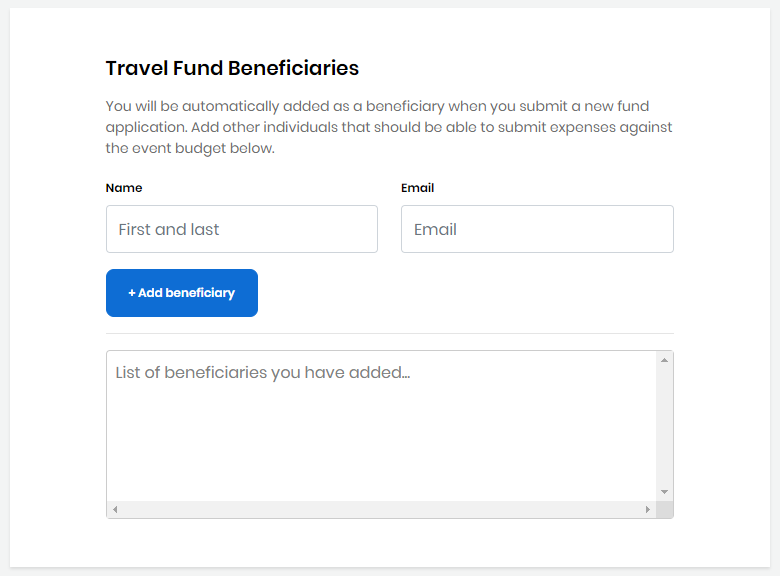 Travel Fund Beneficiaries
You will be automatically added as a beneficiary when you submit a new fund
application. Add other individuals that should be able to submit expenses against
the event budget below.
Name Email
First and last Email
+ Add beneficiary
List of beneficiaries you have added...